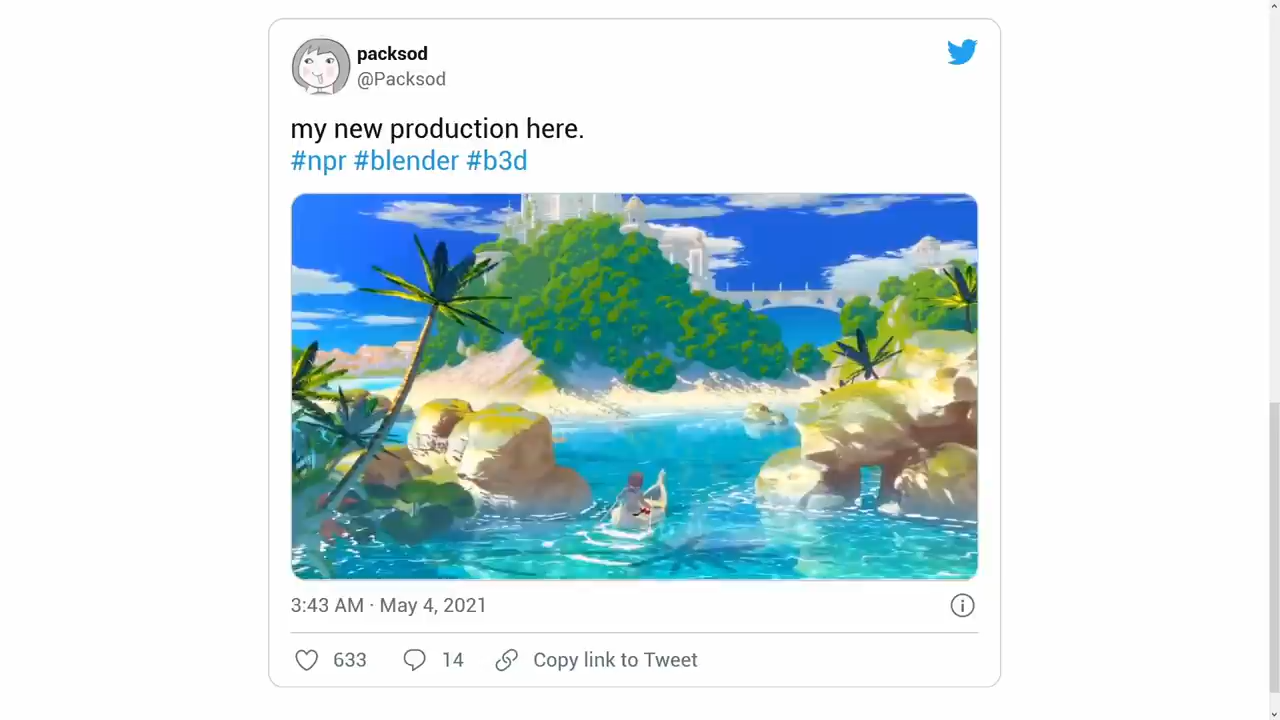 packsod
@Packsod
my new production here.
#npr #blender #b3d
3:43 AM · May 4, 2021
633 14 Copy link to Tweet